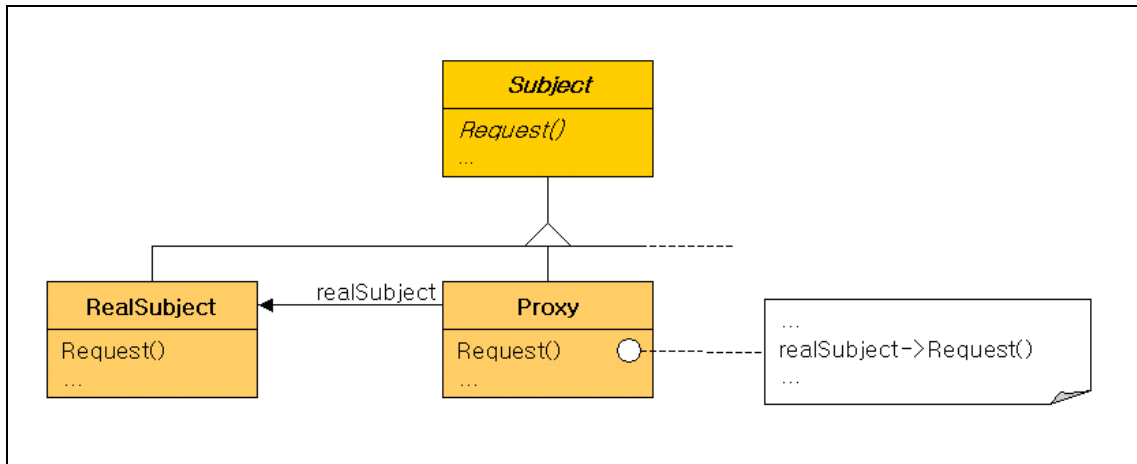 Subject
Request()
...
RealSubject
Request()
...
realSubject
Proxy
Request()
...
...
realSubject->Request()
...